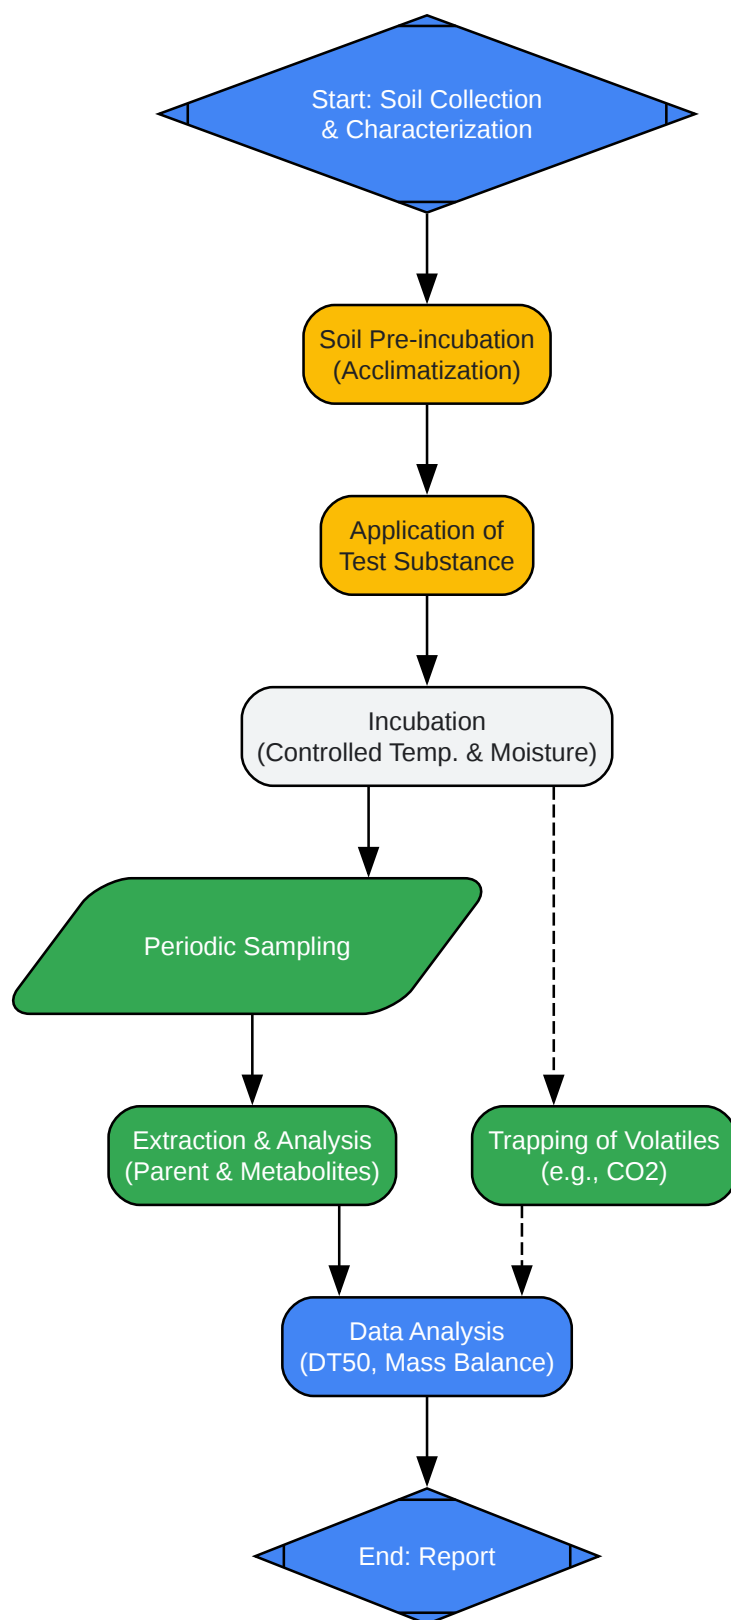 Start: Soil Collection
& Characterization
Soil Pre-incubation
(Acclimatization)
Application of
Test Substance
Incubation
(Controlled Temp. & Moisture)
Periodic Sampling
Extraction & Analysis
(Parent & Metabolites)
Trapping of Volatiles
(e.g., CO2)
Data Analysis
(DT50, Mass Balance)
End: Report